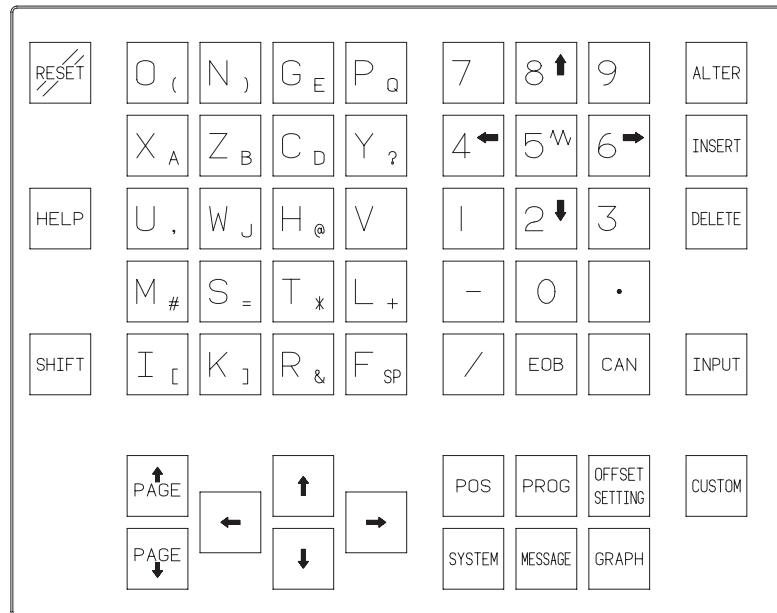 RESET O ( N ) G E P Q 7 8 ⬆ 9 ALTER
X A Z B C D Y ? 4 ⬅ 5 6 ➡ INSERT
HELP U , W J H @ V 1 2 ⬇ 3 DELETE
M # S = T * L + - 0 .
SHIFT I [ K ] R & F SP / EOB CAN INPUT
PAGE ⬆ ⬆ POS PROG OFFSET SETTING CUSTOM
⬅ ➡
PAGE ⬇ ⬇ SYSTEM MESSAGE GRAPH